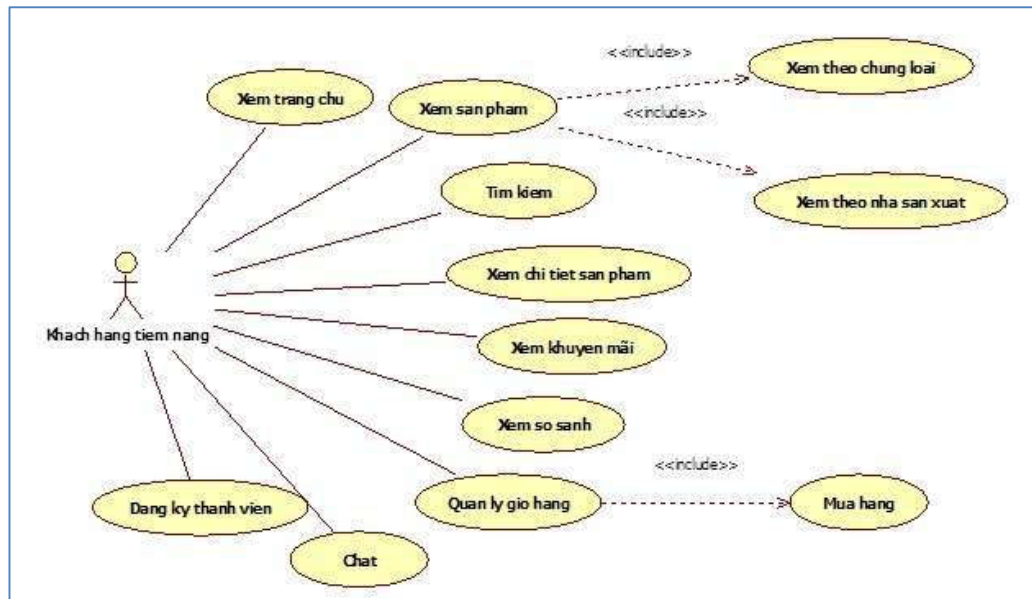 <<include>>
Xem theo chung loai
Xem trang chu
Xem san pham
<<include>>
Tim kiem
Xem theo nha san xuat
Xem chi tiet san pham
Khach hang tiem nang
Xem khuyen mãi
Xem so sanh
<<include>>
Dang ky thanh vien
Quan ly gio hang
Mua hang
Chat